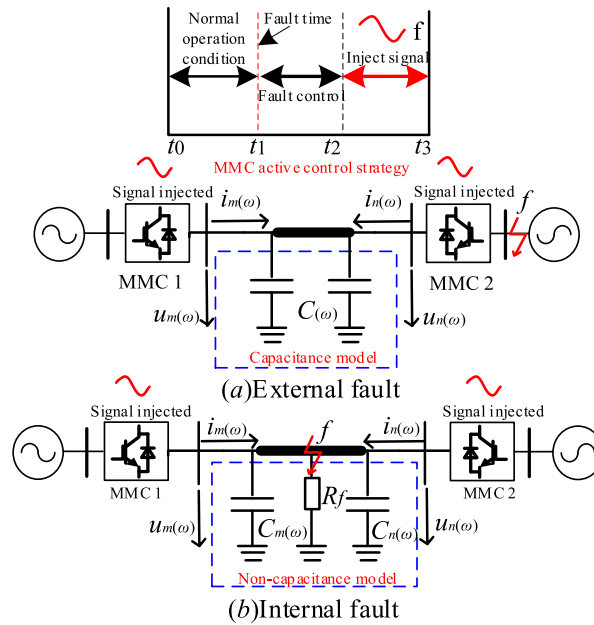 Normal operation condition
Fault time
f
Inject signal
Fault control
t0 t1 t2 t3
MMC active control strategy
Signal injected
im(ω)
in(ω)
Signal injected
f
MMC 1
MMC 2
um(ω)
C(ω)
un(ω)
Capacitance model
(a)External fault
Signal injected
im(ω)
f
in(ω)
Signal injected
MMC 1
MMC 2
um(ω)
Cm(ω)
Rf
Cn(ω)
un(ω)
Non-capacitance model
(b)Internal fault